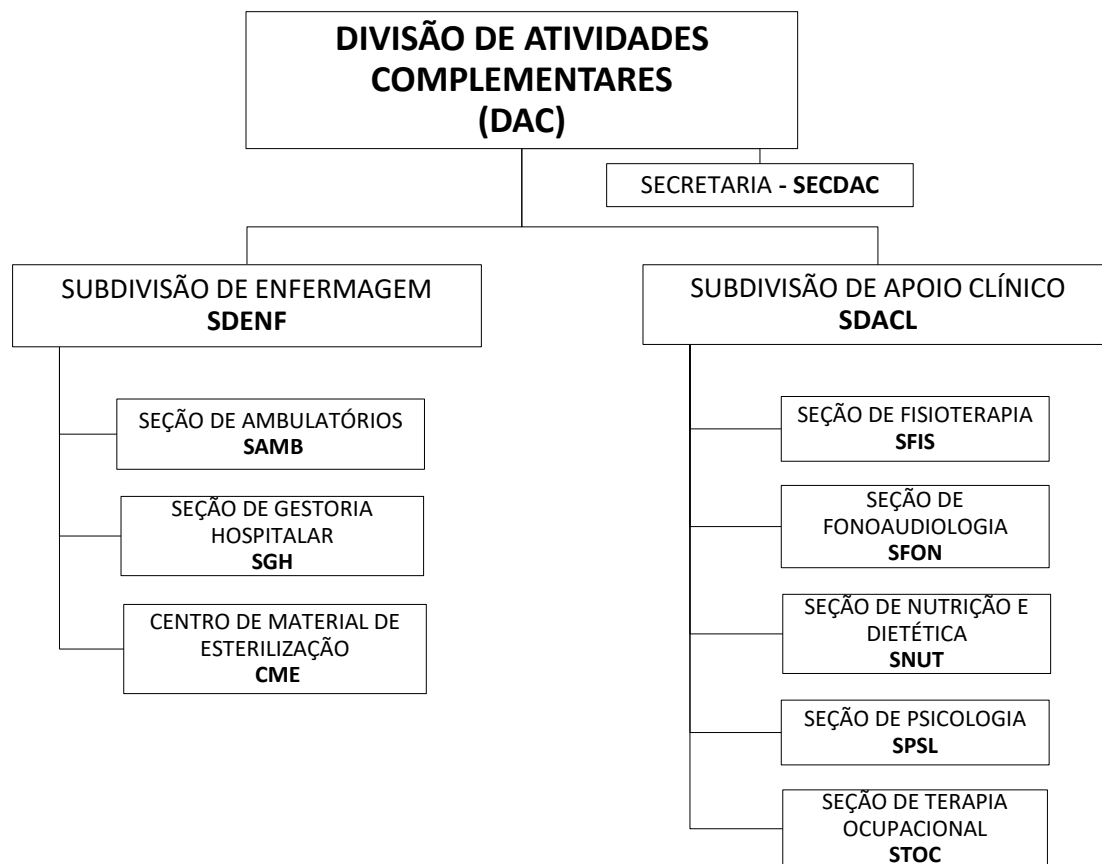 DIVISÃO DE ATIVIDADES
COMPLEMENTARES
(DAC)
SECRETARIA - SECDAC
SUBDIVISÃO DE ENFERMAGEM
SDENF
SEÇÃO DE AMBULATÓRIOS
SAMB
SEÇÃO DE GESTORIA
HOSPITALAR
SGH
CENTRO DE MATERIAL DE
ESTERILIZAÇÃO
CME
SUBDIVISÃO DE APOIO CLÍNICO
SDACL
SEÇÃO DE FISIOTERAPIA
SFIS
SEÇÃO DE
FONOAUDIOLOGIA
SFON
SEÇÃO DE NUTRIÇÃO E
DIETÉTICA
SNUT
SEÇÃO DE PSICOLOGIA
SPSL
SEÇÃO DE TERAPIA
OCUPACIONAL
STOC